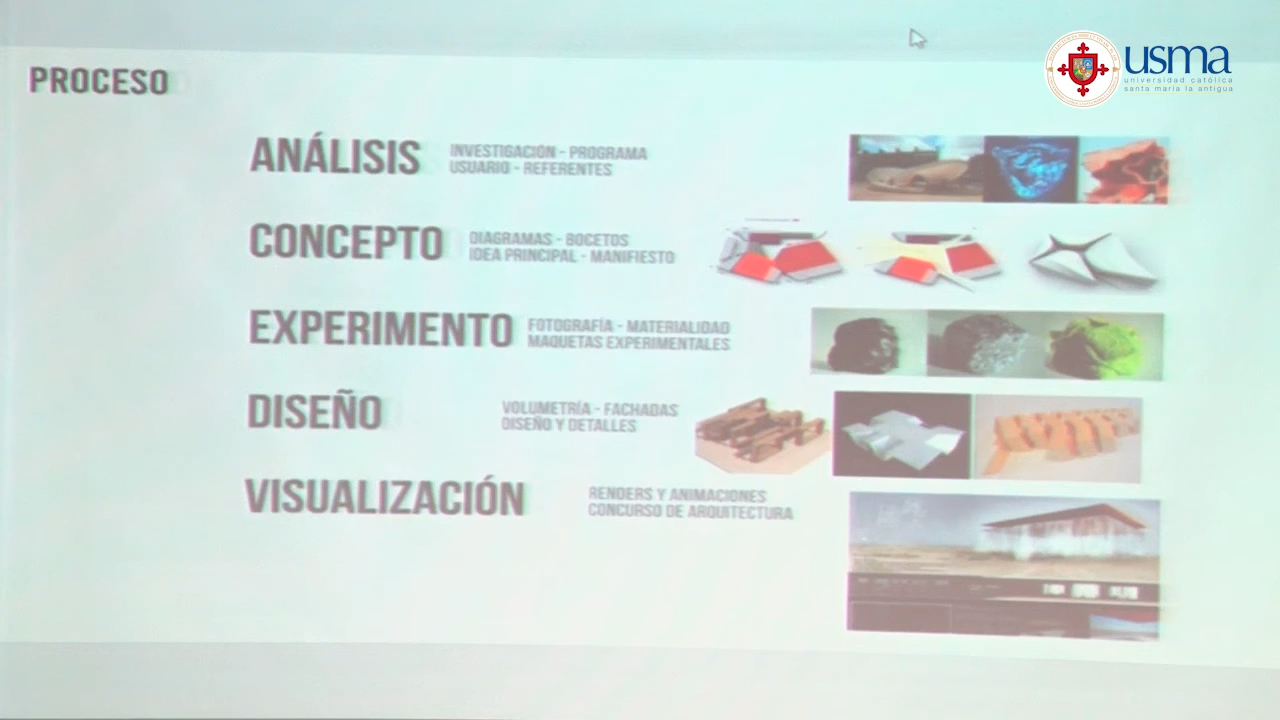 PROCESO
usma
universidad católica
santa maría la antigua
ANÁLISIS
INVESTIGACIÓN - PROGRAMA
USUARIO - REFERENTES
CONCEPTO
DIAGRAMAS - BOCETOS
IDEA PRINCIPAL - MANIFIESTO
EXPERIMENTO
FOTOGRAFÍA - MATERIALIDAD
MAQUETAS EXPERIMENTALES
DISEÑO
VOLUMETRÍA - FACHADAS
DISEÑO Y DETALLES
VISUALIZACIÓN
RENDERS Y ANIMACIONES
CONCURSO DE ARQUITECTURA